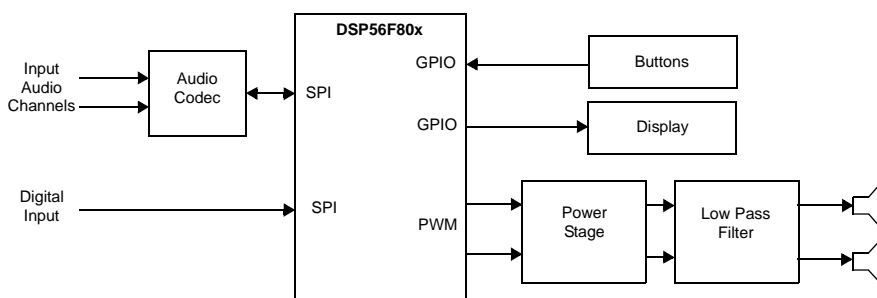 DSP56F80x
Input
Audio
Channels
Audio
Codec
SPI
GPIO
Buttons
GPIO
Display
Digital
Input
SPI
PWM
Power
Stage
Low Pass
Filter